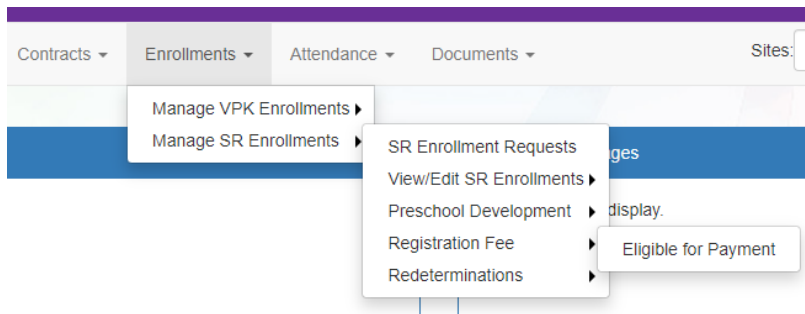 Contracts Enrollments Attendance Documents Sites:
Manage VPK Enrollments
Manage SR Enrollments
SR Enrollment Requests
View/Edit SR Enrollments
display.
Preschool Development
Registration Fee
Eligible for Payment
Redeterminations